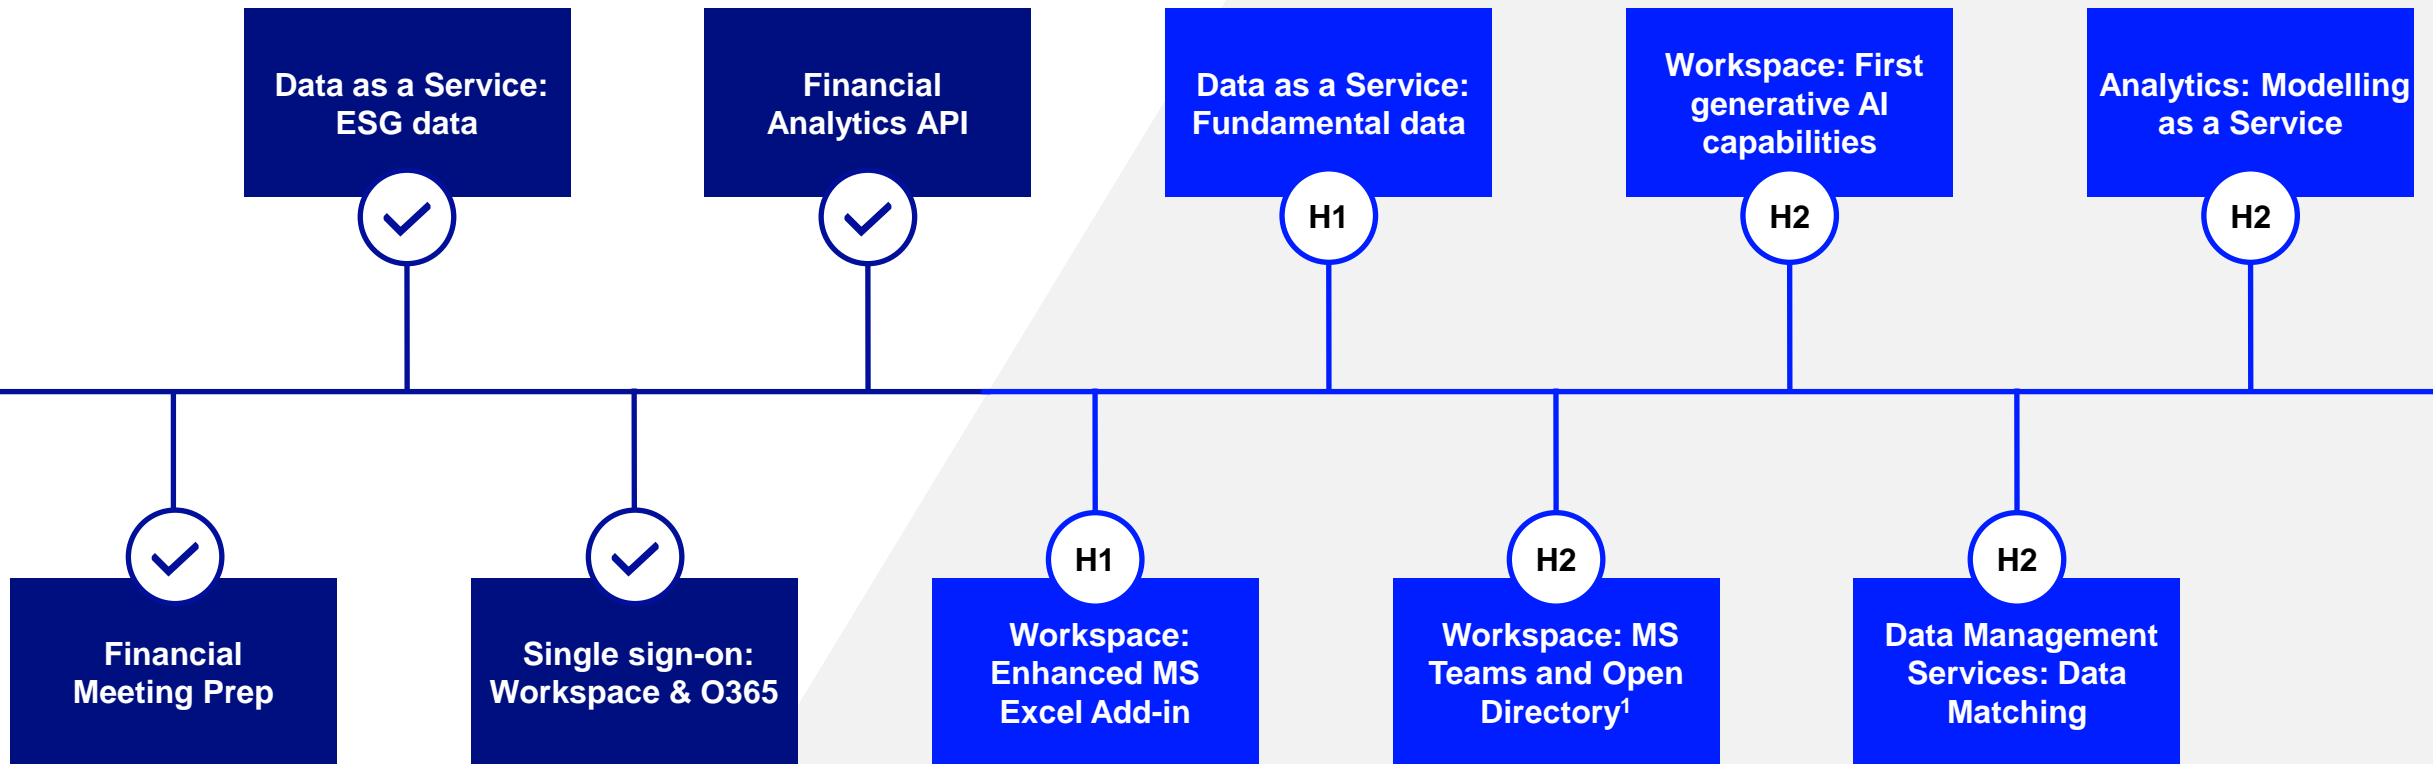 Data as a Service:
ESG data
Financial
Analytics API
Data as a Service:
Fundamental data
H1
Workspace: First
generative AI
capabilities
H2
Analytics: Modelling
as a Service
H2
Financial
Meeting Prep
Single sign-on:
Workspace & O365
H1
Workspace:
Enhanced MS
Excel Add-in
H2
Workspace: MS
Teams and Open
Directory¹
H2
Data Management
Services: Data
Matching